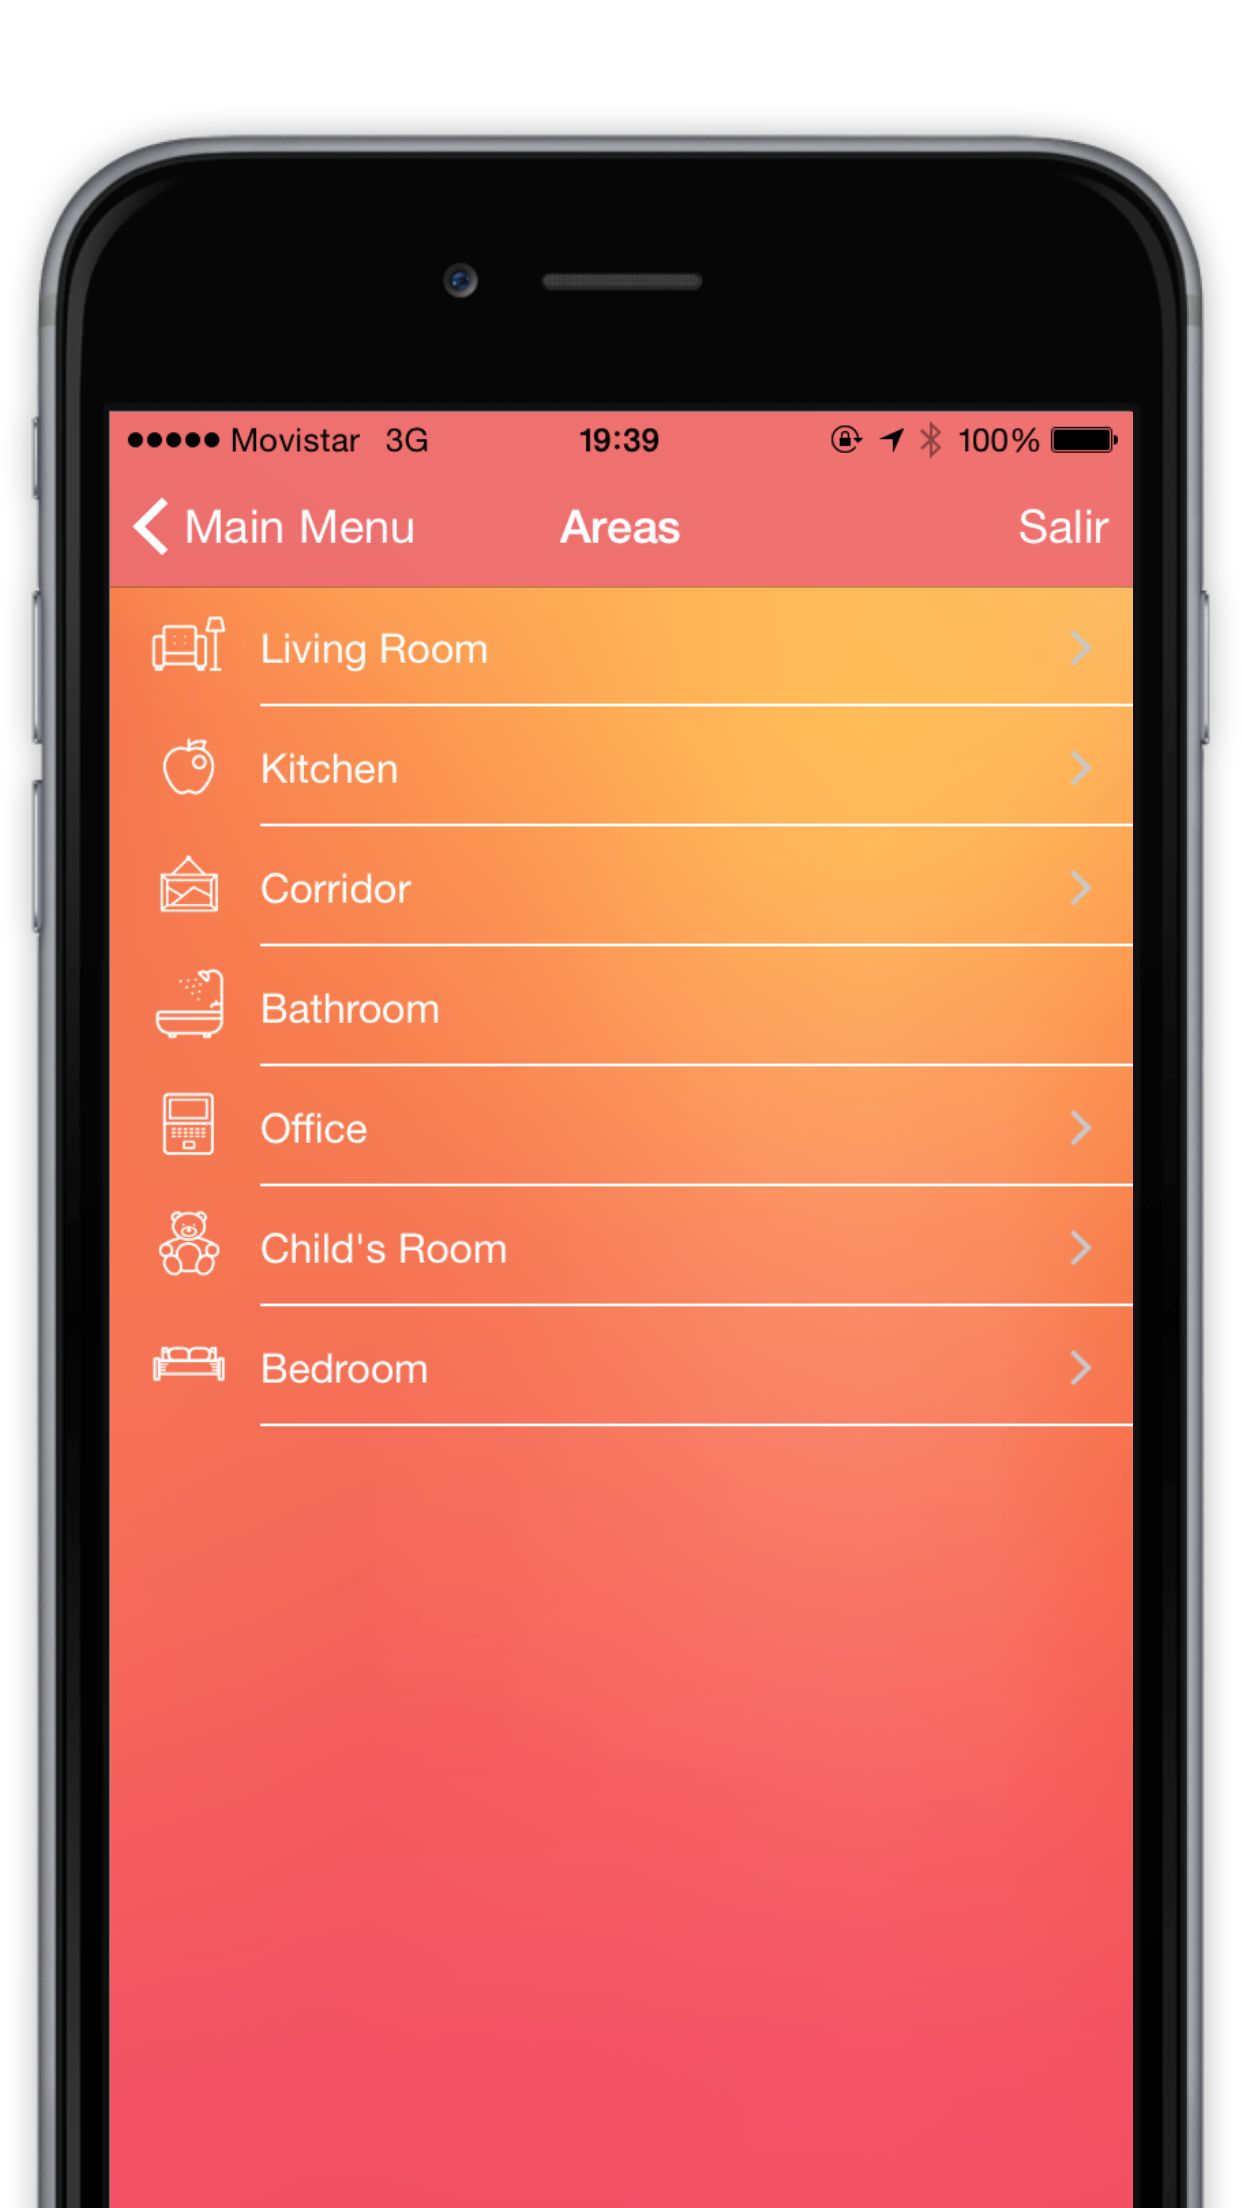 Movistar 3G 19:39 100%
Main Menu Areas Salir
Living Room
Kitchen
Corridor
Bathroom
Office
Child's Room
Bedroom